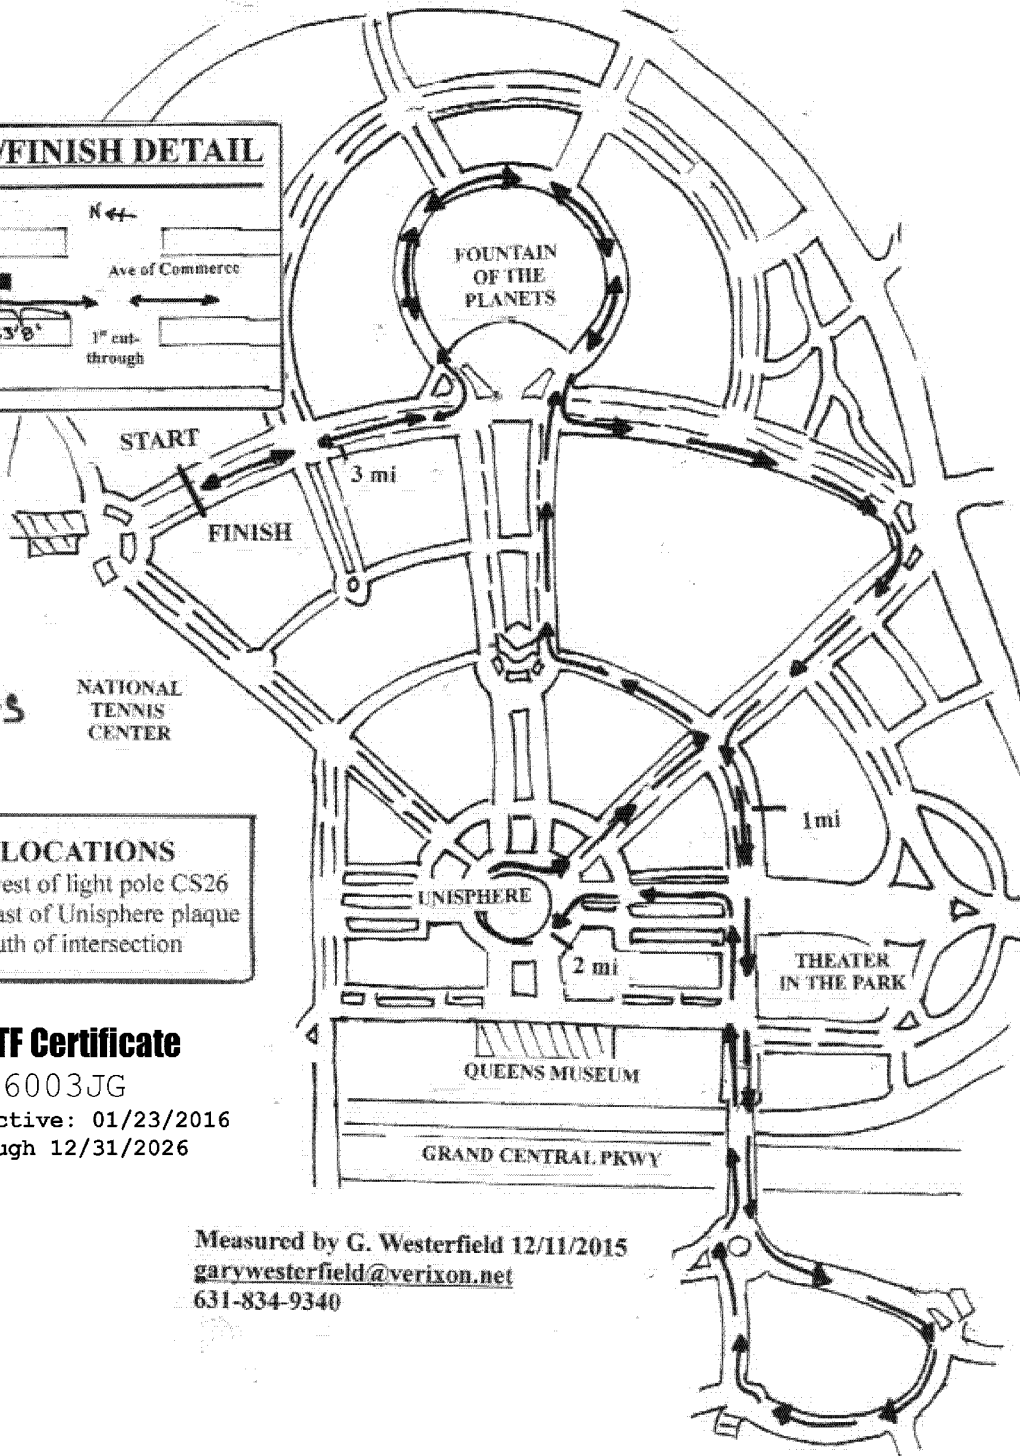 /FINISH DETAIL
N
Ave of Commerce
3'8"
1st cut-
through
FOUNTAIN
OF THE
PLANETS
START
3 mi
FINISH
NATIONAL
TENNIS
CENTER
S
1mi
LOCATIONS
est of light pole CS26
ast of Unisphere plaque
uth of intersection
UNISPHERE
2 mi
THEATER
IN THE PARK
TF Certificate
6003JG
ctive: 01/23/2016
ugh 12/31/2026
QUEENS MUSEUM
GRAND CENTRAL PKWY
Measured by G. Westerfield 12/11/2015
garywesterfield@verixon.net
631-834-9340